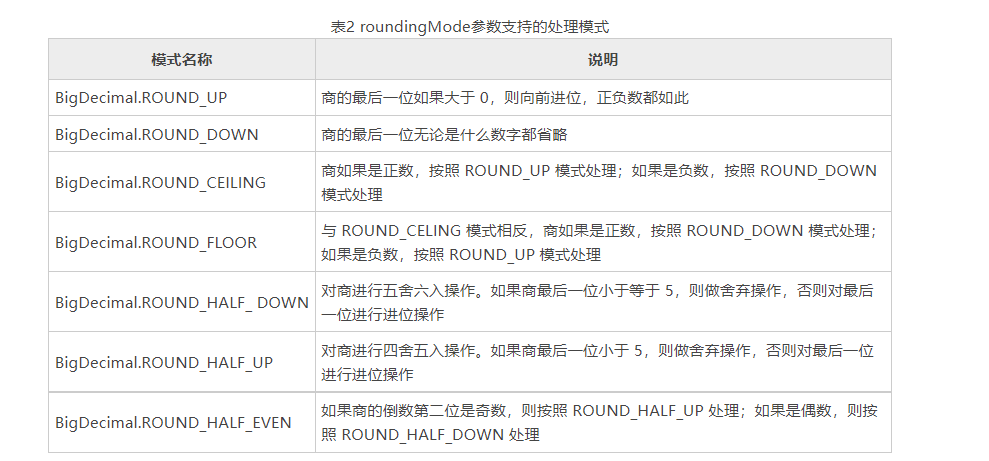 表2 roundingMode参数支持的处理模式
模式名称 说明
BigDecimal.ROUND_UP 商的最后一位如果大于 0，则向前进位，正负数都如此
BigDecimal.ROUND_DOWN 商的最后一位无论是什么数字都省略
BigDecimal.ROUND_CEILING 商如果是正数，按照 ROUND_UP 模式处理；如果是负数，按照 ROUND_DOWN
模式处理
BigDecimal.ROUND_FLOOR 与 ROUND_CELING 模式相反，商如果是正数，按照 ROUND_DOWN 模式处理；
如果是负数，按照 ROUND_UP 模式处理
BigDecimal.ROUND_HALF_ DOWN 对商进行五舍六入操作。如果商最后一位小于等于 5，则做舍弃操作，否则对最后
一位进行进位操作
BigDecimal.ROUND_HALF_UP 对商进行四舍五入操作。如果商最后一位小于 5，则做舍弃操作，否则对最后一位
进行进位操作
BigDecimal.ROUND_HALF_EVEN 如果商的倒数第二位是奇数，则按照 ROUND_HALF_UP 处理；如果是偶数，则按
照 ROUND_HALF_DOWN 处理